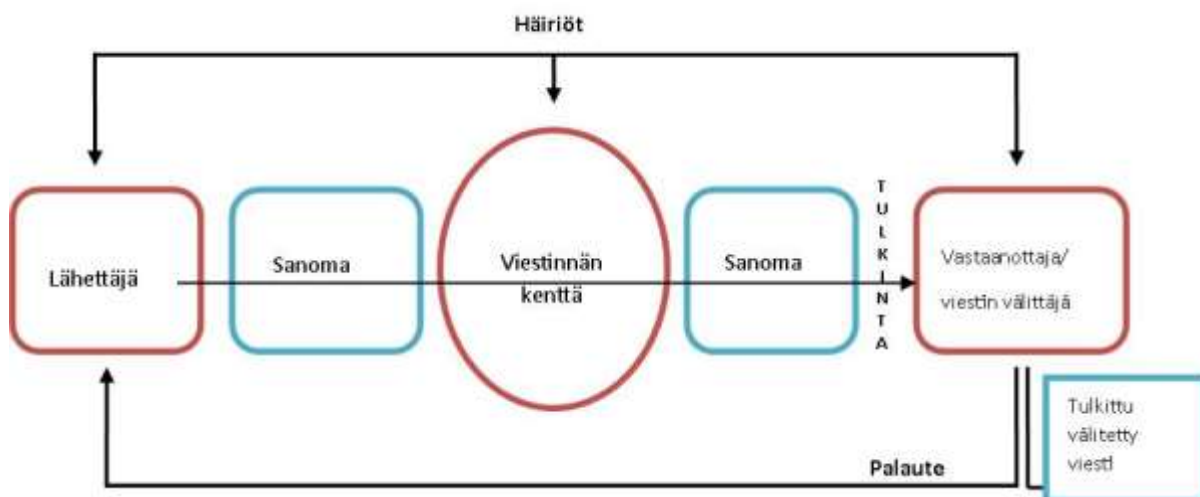 Häiriöt
Lähettäjä
Sanoma
Viestinnän
kenttä
Sanoma
TULKINTA
Vastaanottaja/
viestin välittäjä
Palaute
Tulkittu
välitetty
viesti